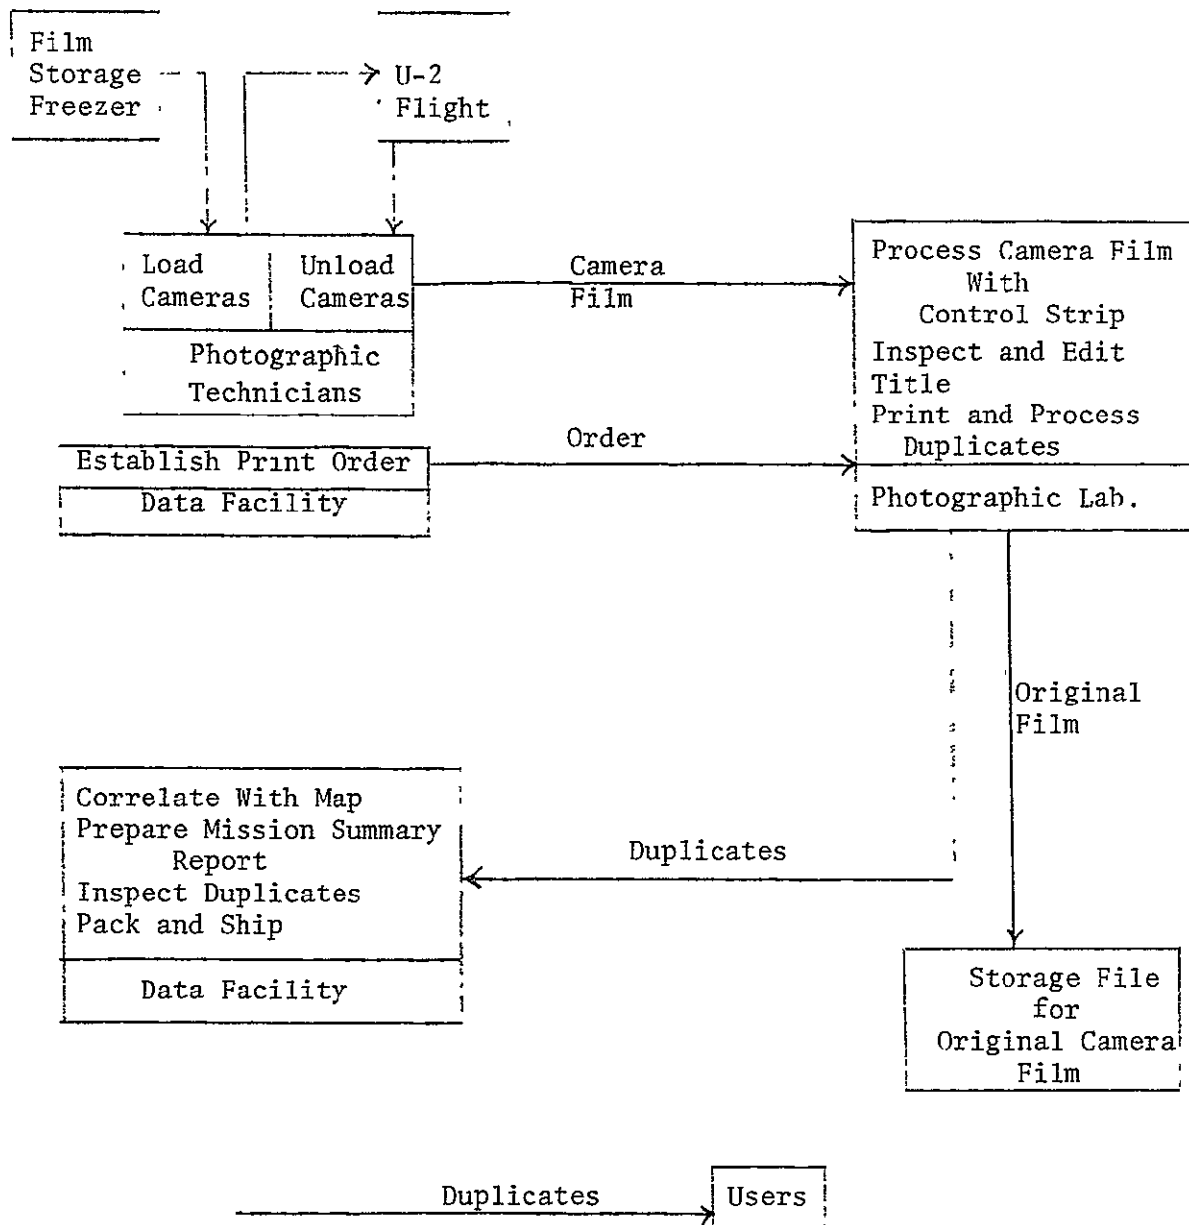 Film
Storage
Freezer
U-2
Flight
Load
Cameras
Unload
Cameras
Photographic
Technicians
Camera
Film
Process Camera Film
With
Control Strip
Inspect and Edit
Title
Print and Process
Duplicates
Photographic Lab.
Order
Establish Print Order
Data Facility
Original
Film
Correlate With Map
Prepare Mission Summary
Report
Inspect Duplicates
Pack and Ship
Data Facility
Duplicates
Storage File
for
Original Camera
Film
Duplicates
Users